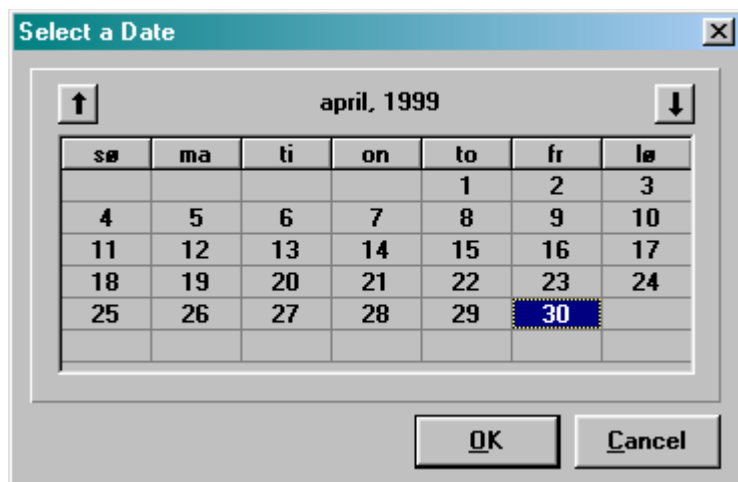 Select a Date
april, 1999
sø ma ti on to fr lø
1 2 3
4 5 6 7 8 9 10
11 12 13 14 15 16 17
18 19 20 21 22 23 24
25 26 27 28 29 30
OK Cancel